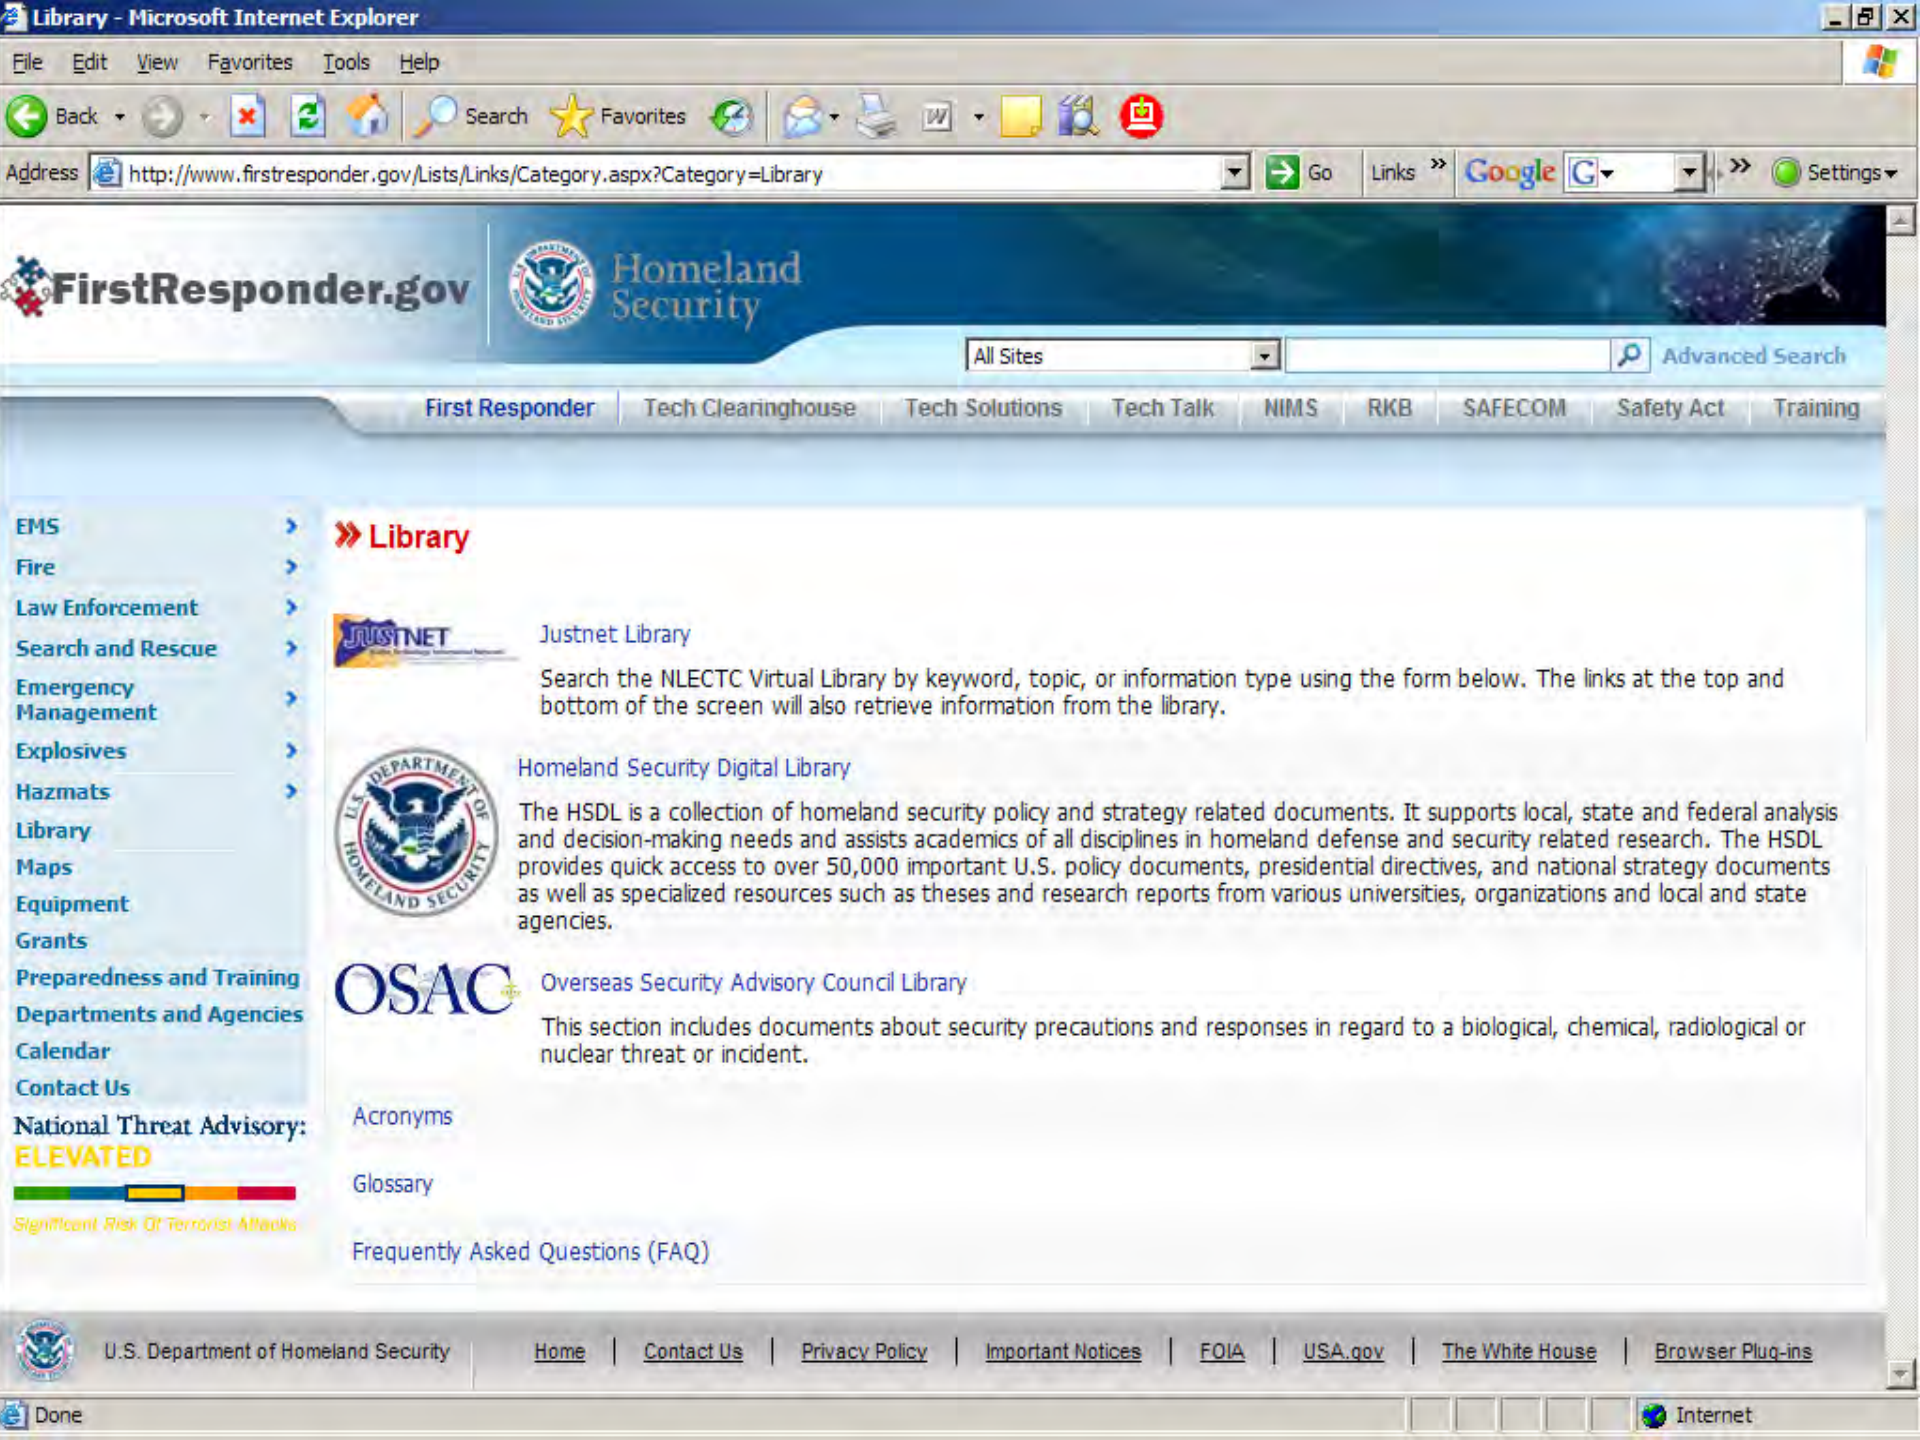 Library - Microsoft Internet Explorer
File Edit View Favorites Tools Help
Back Search Favorites
Address http://www.firstresponder.gov/Lists/Links/Category.aspx?Category=Library Go Links » Google G » Settings
FirstResponder.gov
Homeland
Security
All Sites Advanced Search
First Responder Tech Clearinghouse Tech Solutions Tech Talk NIMS RKB SAFECOM Safety Act Training
EMS
Fire
Law Enforcement
Search and Rescue
Emergency
Management
Explosives
Hazmats
Library
Maps
Equipment
Grants
Preparedness and Training
Departments and Agencies
Calendar
Contact Us
National Threat Advisory:
ELEVATED
Significant Risk Of Terrorist Attacks
» Library
JUSTNET
Justnet Library
Search the NLECTC Virtual Library by keyword, topic, or information type using the form below. The links at the top and
bottom of the screen will also retrieve information from the library.
U.S. DEPARTMENT OF HOMELAND SECURITY
Homeland Security Digital Library
The HSDL is a collection of homeland security policy and strategy related documents. It supports local, state and federal analysis
and decision-making needs and assists academics of all disciplines in homeland defense and security related research. The HSDL
provides quick access to over 50,000 important U.S. policy documents, presidential directives, and national strategy documents
as well as specialized resources such as theses and research reports from various universities, organizations and local and state
agencies.
OSAC
Overseas Security Advisory Council Library
This section includes documents about security precautions and responses in regard to a biological, chemical, radiological or
nuclear threat or incident.
Acronyms
Glossary
Frequently Asked Questions (FAQ)
U.S. Department of Homeland Security Home | Contact Us | Privacy Policy | Important Notices | FOIA | USA.gov | The White House | Browser Plug-ins
Done Internet